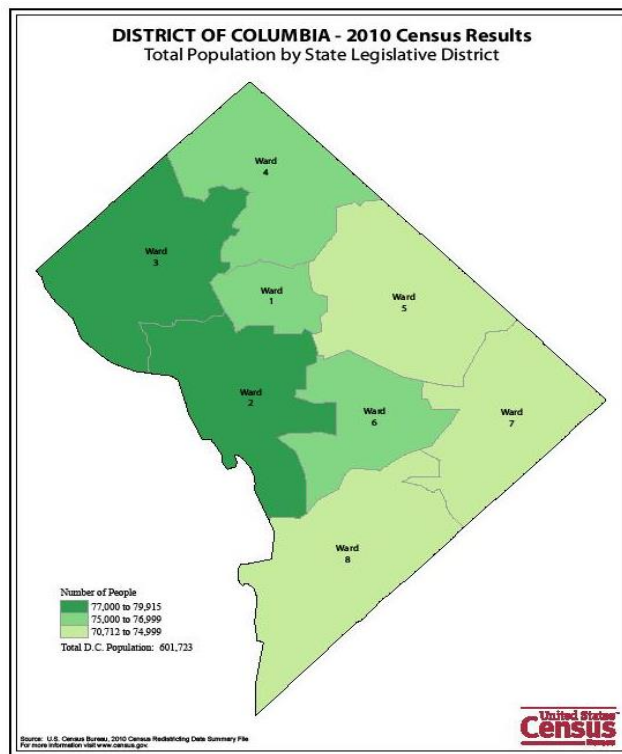 DISTRICT OF COLUMBIA - 2010 Census Results
Total Population by State Legislative District
Ward
4
Ward
3
Ward
1
Ward
5
Ward
2
Ward
6
Ward
7
Ward
8
Number of People
77,000 to 79,915
75,000 to 76,999
70,712 to 74,999
Total D.C. Population: 601,723
Source: U.S. Census Bureau, 2010 Census Redistricting Data Summary File
For more information visit www.census.gov.
United States™
Census
Bureau